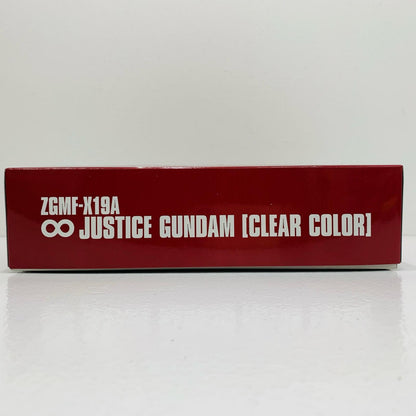 ZGMF-X19A
∞ JUSTICE GUNDAM [CLEAR COLOR]